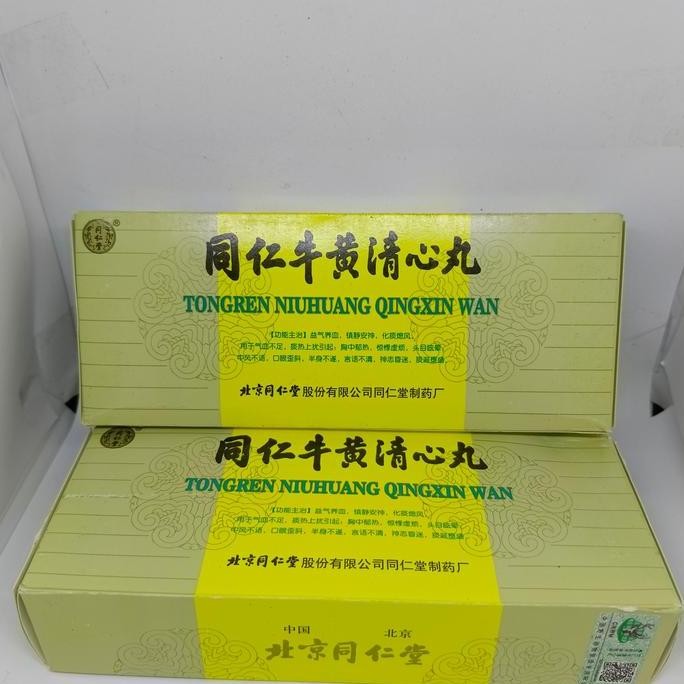 同仁堂
®
同仁牛黄清心丸
TONGREN NIUHUANG QINGXIN WAN
【功能主治】益气养血，镇静安神，化痰熄风。
用于气血不足，痰热上扰引起：胸中郁热，惊悸虚烦，头目眩晕，
中风不语，口眼歪斜，半身不遂，言语不清，神志昏迷，痰涎壅盛。
北京同仁堂股份有限公司同仁堂制药厂
同仁堂
同仁牛黄清心丸
TONGREN NIUHUANG QINGXIN WAN
【功能主治】益气养血，镇静安神，化痰熄风。
用于气血不足，痰热上扰引起：胸中郁热，惊悸虚烦，头目眩晕，
中风不语，口眼歪斜，半身不遂，言语不清，神志昏迷，痰涎壅盛。
北京同仁堂股份有限公司同仁堂制药厂
中国 北京
北京同仁堂